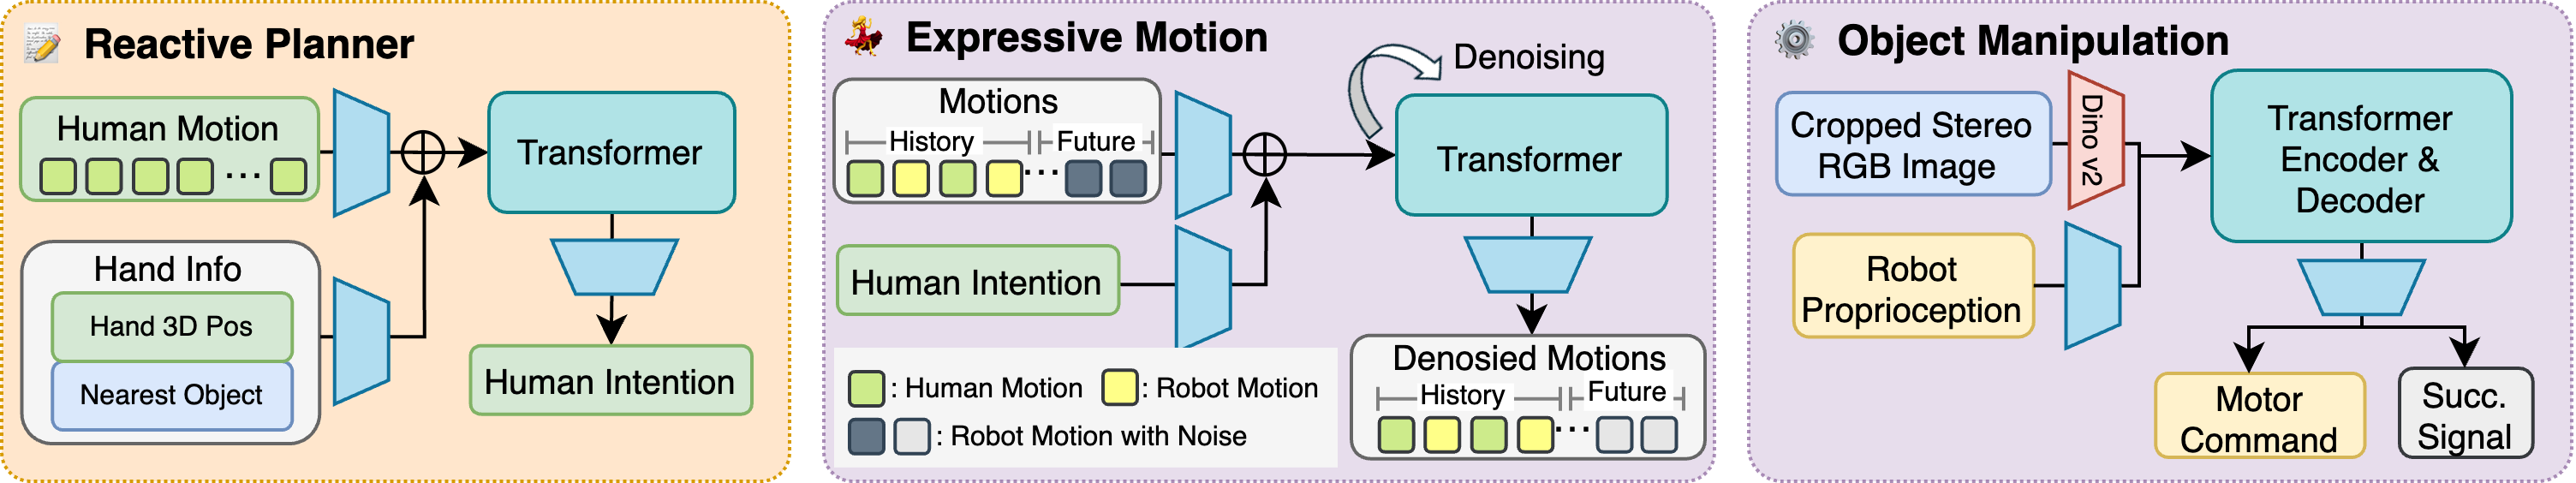 Reactive Planner
Human Motion
...
Hand Info
Hand 3D Pos
Nearest Object
Transformer
Human Intention
Expressive Motion
Motions
History Future
...
Human Intention
Denoising
Transformer
: Human Motion : Robot Motion
: Robot Motion with Noise
Denosied Motions
History Future
...
Object Manipulation
Cropped Stereo
RGB Image
Dino v2
Robot
Proprioception
Transformer
Encoder &
Decoder
Motor
Command
Succ.
Signal